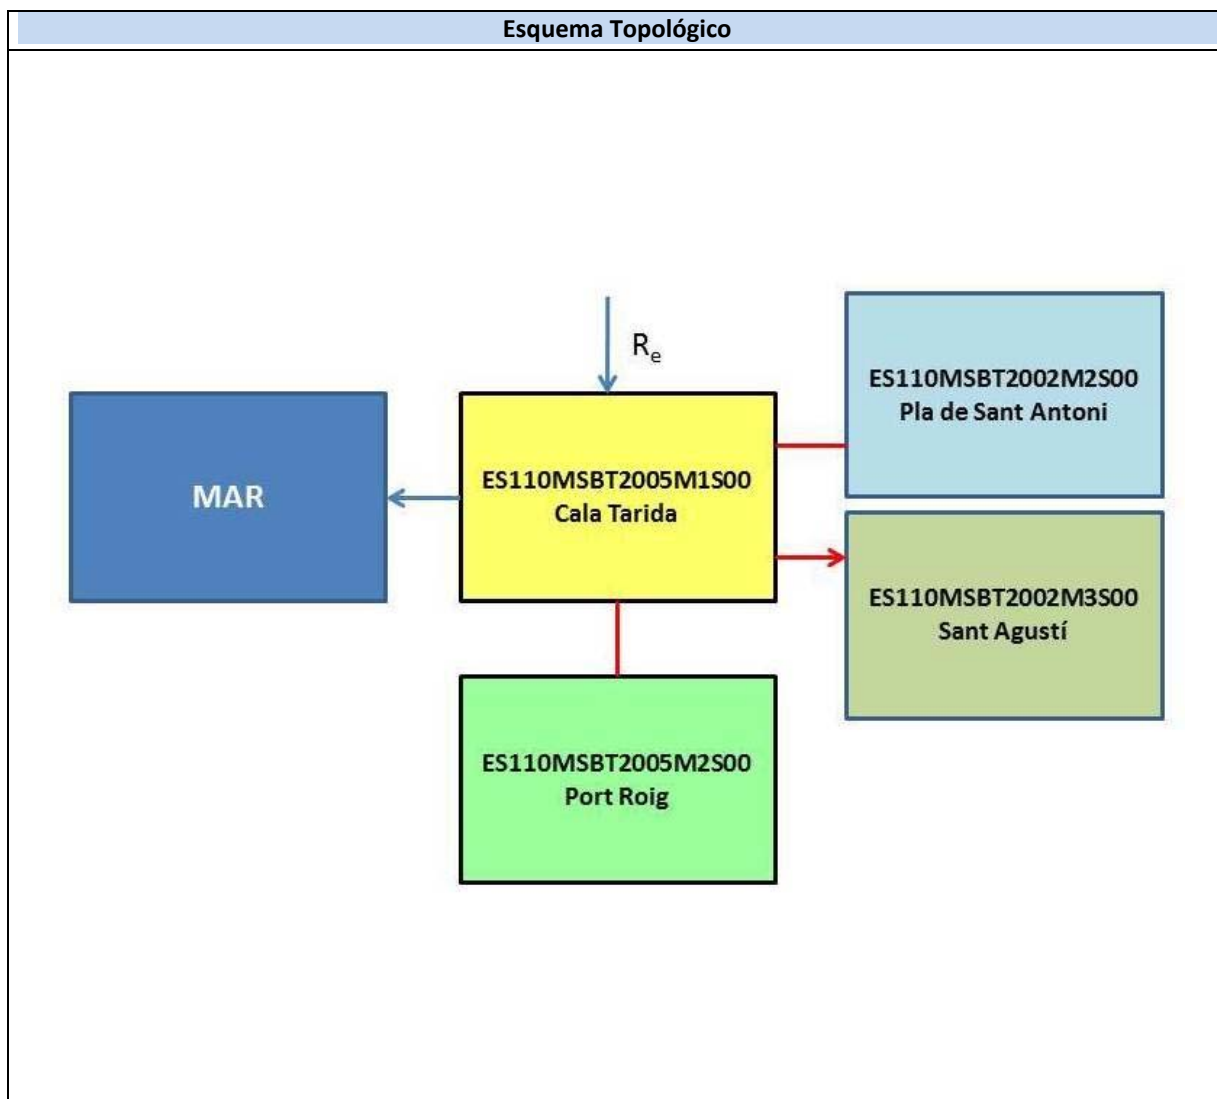 Esquema Topológico
Re
ES110MSBT2002M2S00
Pla de Sant Antoni
MAR
ES110MSBT2005M1S00
Cala Tarida
ES110MSBT2002M3S00
Sant Agustí
ES110MSBT2005M2S00
Port Roig